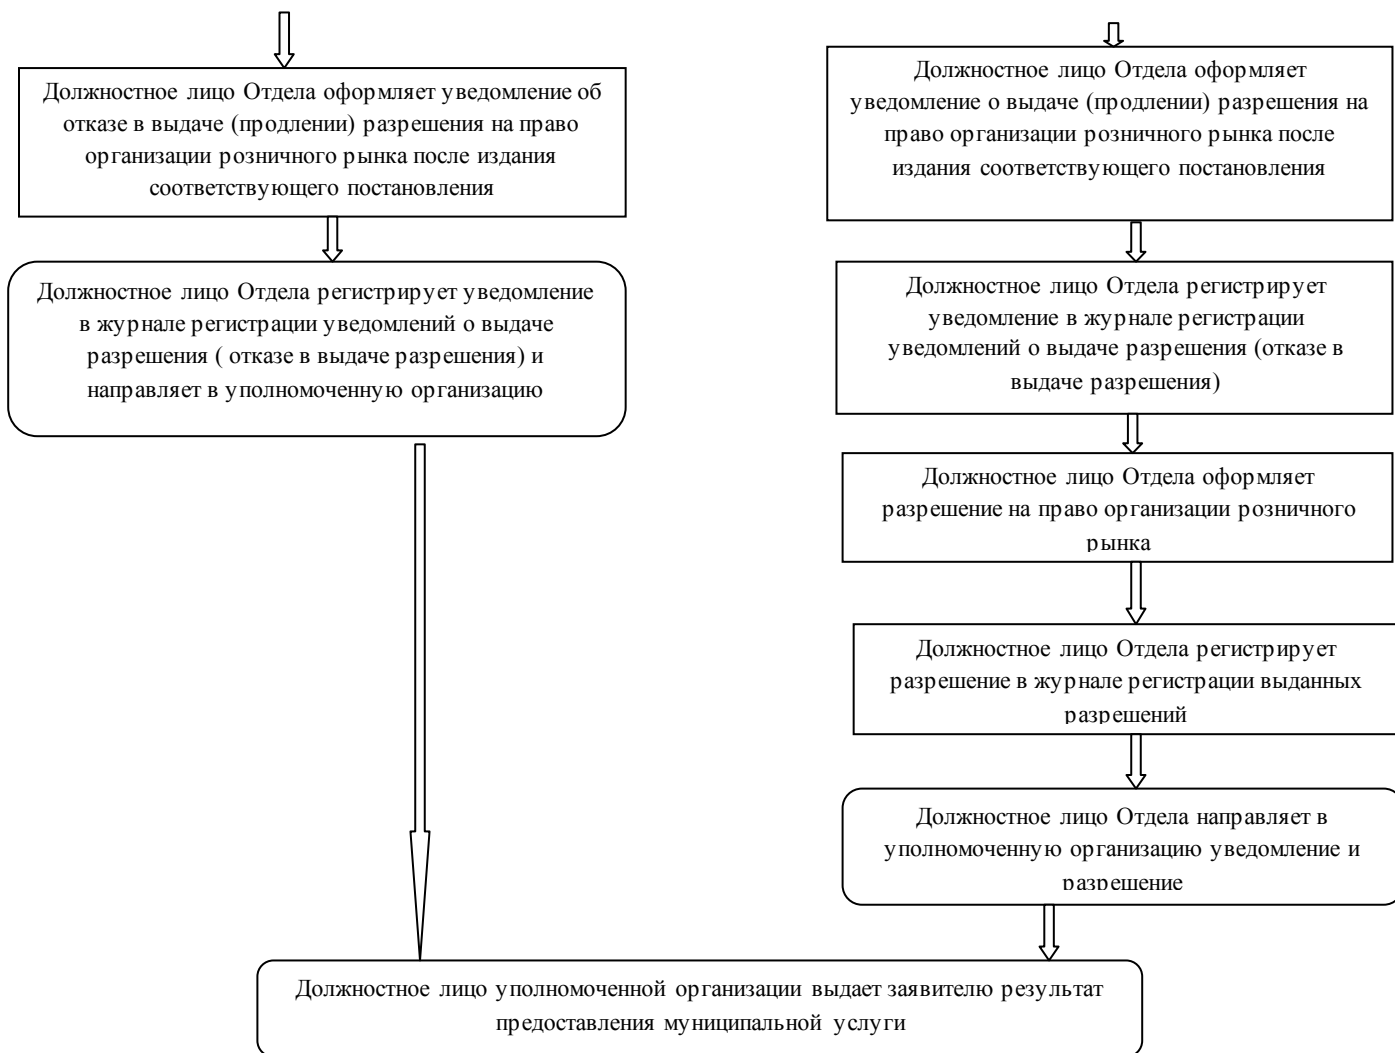 Должностное лицо Отдела оформляет уведомление об
отказе в выдаче (продлении) разрешения на право
организации розничного рынка после издания
соответствующего постановления
Должностное лицо Отдела регистрирует уведомление
в журнале регистрации уведомлений о выдаче
разрешения ( отказе в выдаче разрешения) и
направляет в уполномоченную организацию
Должностное лицо Отдела оформляет
уведомление о выдаче (продлении) разрешения на
право организации розничного рынка после
издания соответствующего постановления
Должностное лицо Отдела регистрирует
уведомление в журнале регистрации
уведомлений о выдаче разрешения (отказе в
выдаче разрешения)
Должностное лицо Отдела оформляет
разрешение на право организации розничного
рынка
Должностное лицо Отдела регистрирует
разрешение в журнале регистрации выданных
разрешений
Должностное лицо Отдела направляет в
уполномоченную организацию уведомление и
разрешение
Должностное лицо уполномоченной организации выдает заявителю результат
предоставления муниципальной услуги